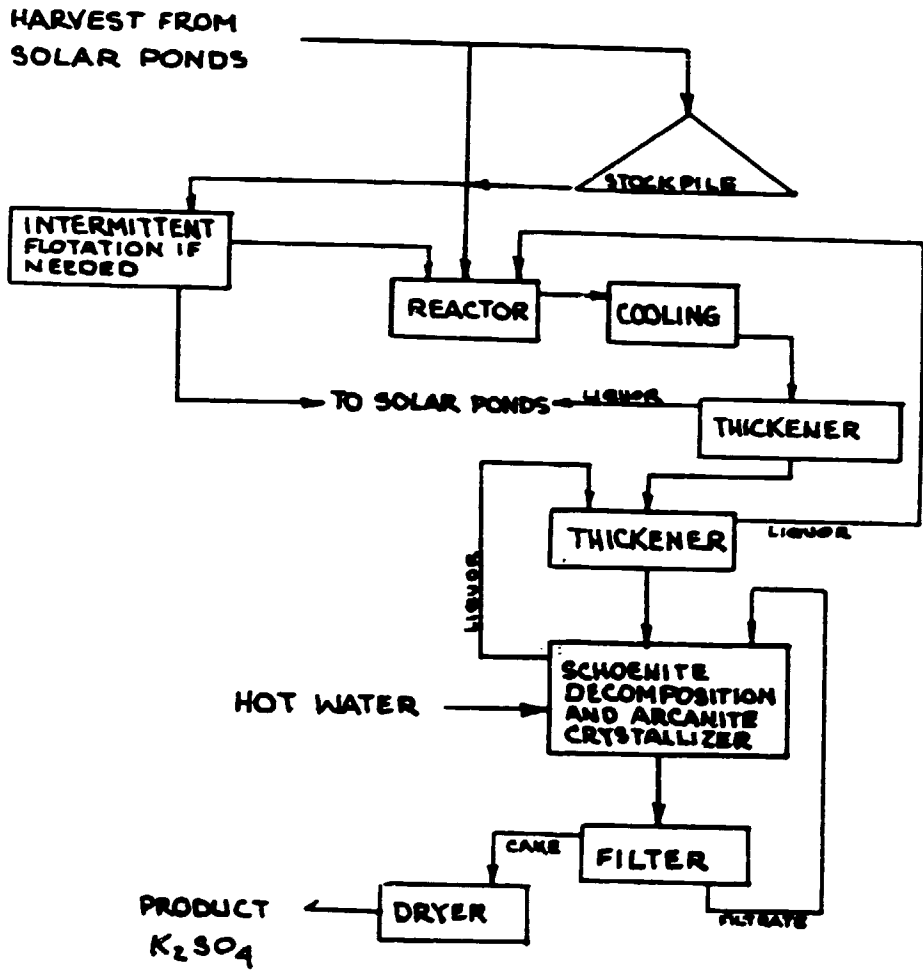 HARVEST FROM
SOLAR PONDS
STOCKPILE
INTERMITTENT
FLOTATION IF
NEEDED
REACTOR
COOLING
TO SOLAR PONDS
LIQUOR
THICKENER
THICKENER
LIQUOR
LIQUOR
SCHOENITE
DECOMPOSITION
AND ARCANITE
CRYSTALLIZER
HOT WATER
CAKE
FILTER
FILTRATE
DRYER
PRODUCT
K₂SO₄